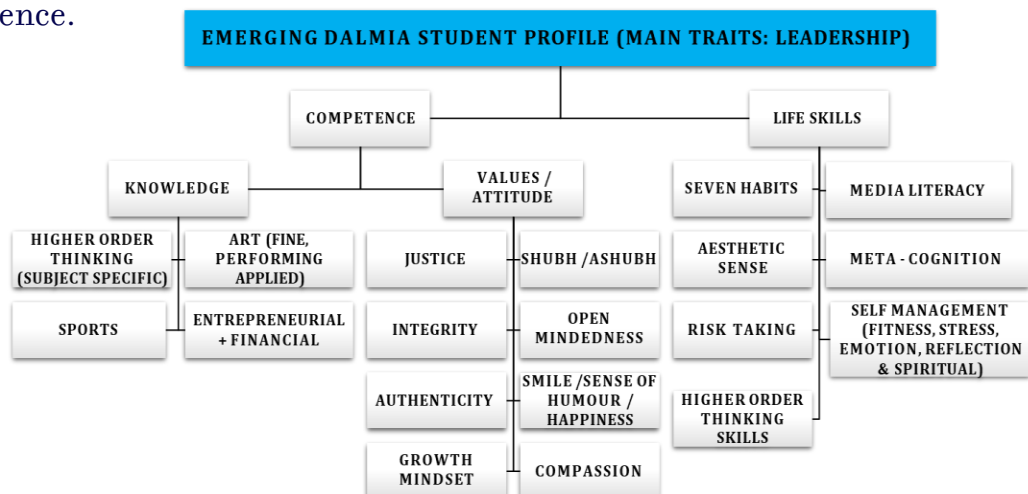 ence.
EMERGING DALMIA STUDENT PROFILE (MAIN TRAITS: LEADERSHIP)
COMPETENCE
LIFE SKILLS
KNOWLEDGE
VALUES /
ATTITUDE
SEVEN HABITS
MEDIA LITERACY
HIGHER ORDER
THINKING
(SUBJECT SPECIFIC)
ART (FINE,
PERFORMING
APPLIED)
JUSTICE
SHUBH /ASHUBH
AESTHETIC
SENSE
META - COGNITION
SPORTS
ENTREPRENEURIAL
+ FINANCIAL
INTEGRITY
OPEN
MINDEDNESS
RISK TAKING
SELF MANAGEMENT
(FITNESS, STRESS,
EMOTION, REFLECTION
& SPIRITUAL)
AUTHENTICITY
SMILE /SENSE OF
HUMOUR /
HAPPINESS
HIGHER ORDER
THINKING
SKILLS
GROWTH
MINDSET
COMPASSION